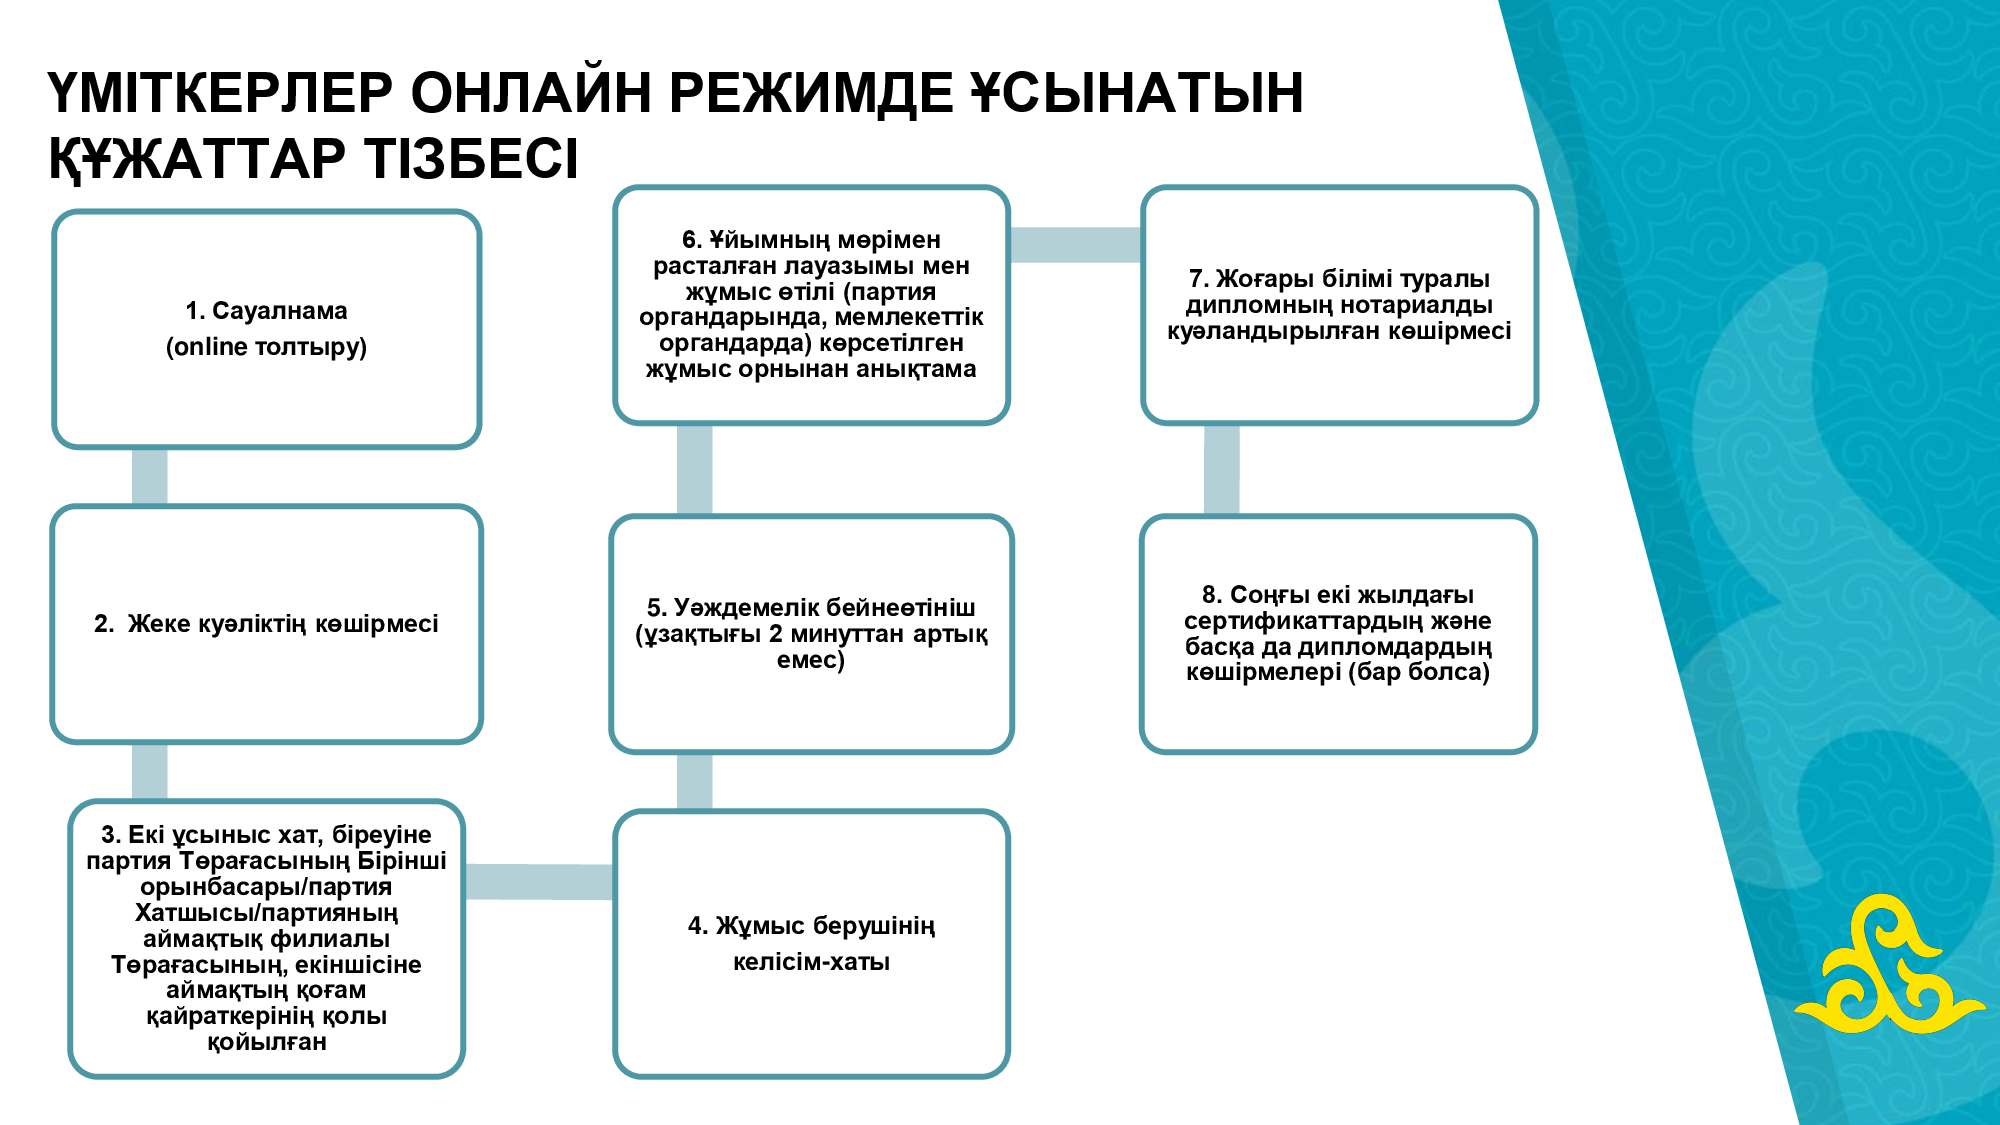 ҮМІТКЕРЛЕР ОНЛАЙН РЕЖИМДЕ ҰСЫНАТЫН
ҚҰЖАТТАР ТІЗБЕСІ
1. Сауалнама
(online толтыру)
2. Жеке куәліктің көшірмесі
3. Екі ұсыныс хат, біреуіне
партия Төрағасының Бірінші
орынбасары/партия
Хатшысы/партияның
аймақтық филиалы
Төрағасының, екіншісіне
аймақтың қоғам
қайраткерінің қолы
қойылған
4. Жұмыс берушінің
келісім-хаты
5. Уәждемелік бейнеөтініш
(ұзақтығы 2 минуттан артық
емес)
6. Ұйымның мөрімен
расталған лауазымы мен
жұмыс өтілі (партия
органдарында, мемлекеттік
органдарда) көрсетілген
жұмыс орнынан анықтама
7. Жоғары білімі туралы
дипломның нотариалды
куәландырылған көшірмесі
8. Соңғы екі жылдағы
сертификаттардың және
басқа да дипломдардың
көшірмелері (бар болса)